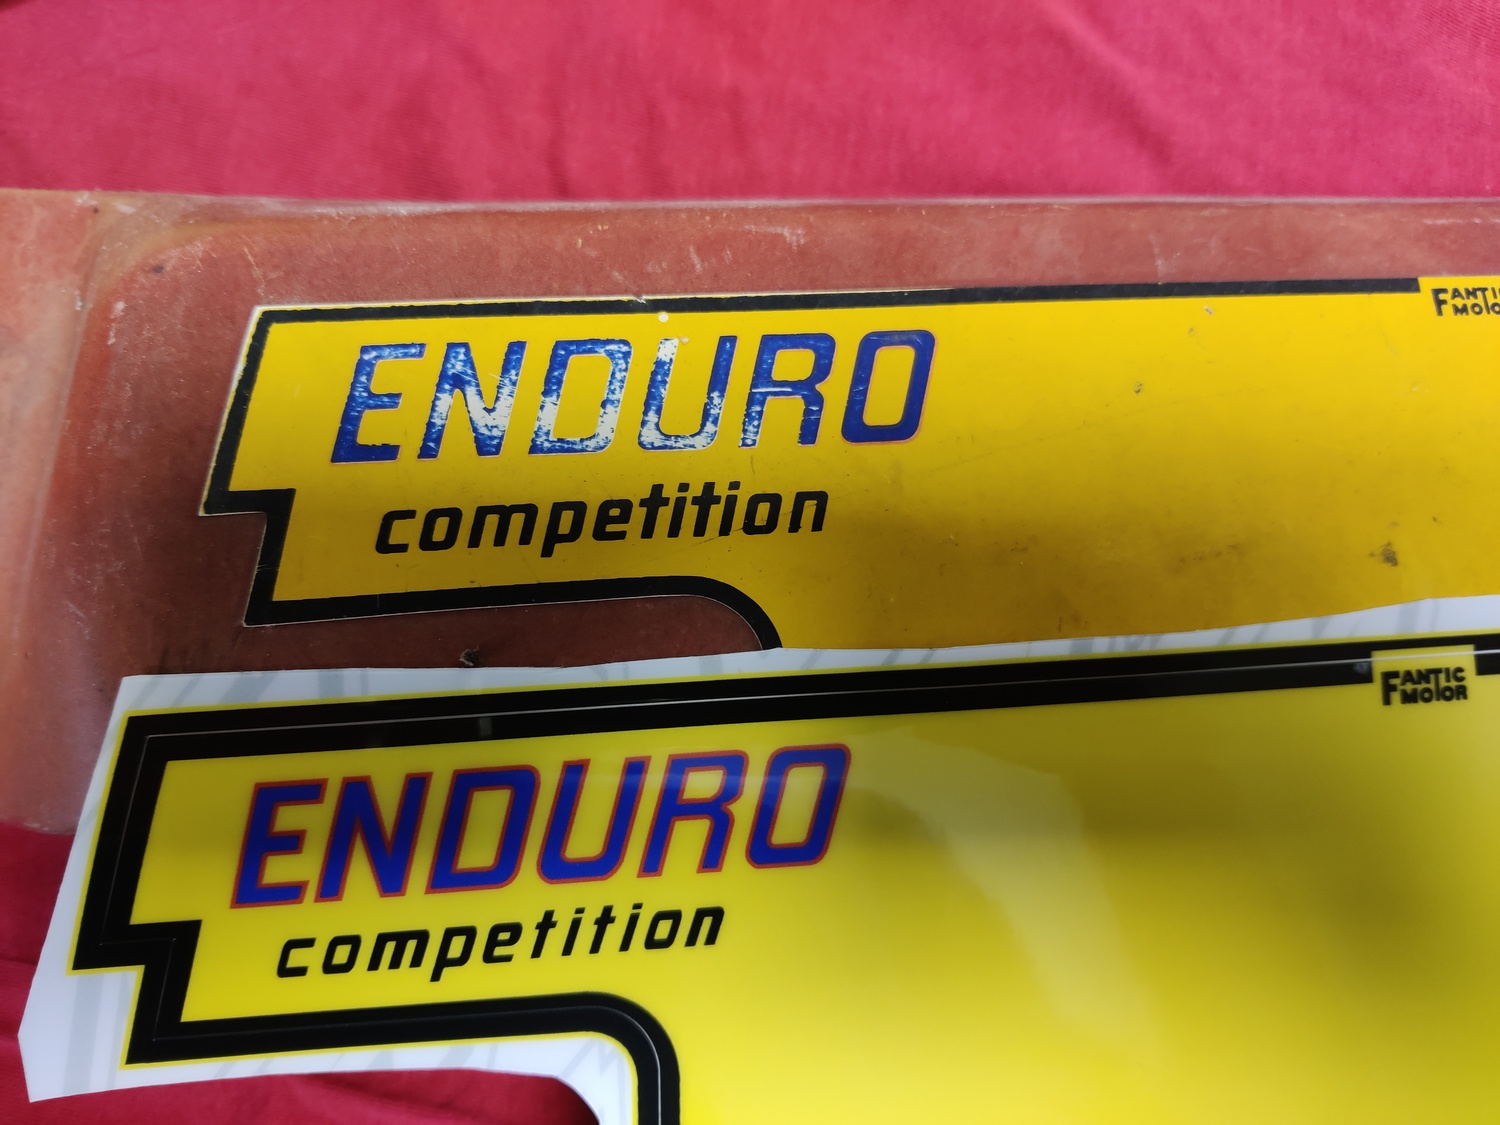 FANTIC
MOTOR
ENDURO
competition
FANTIC
MOTOR
ENDURO
competition